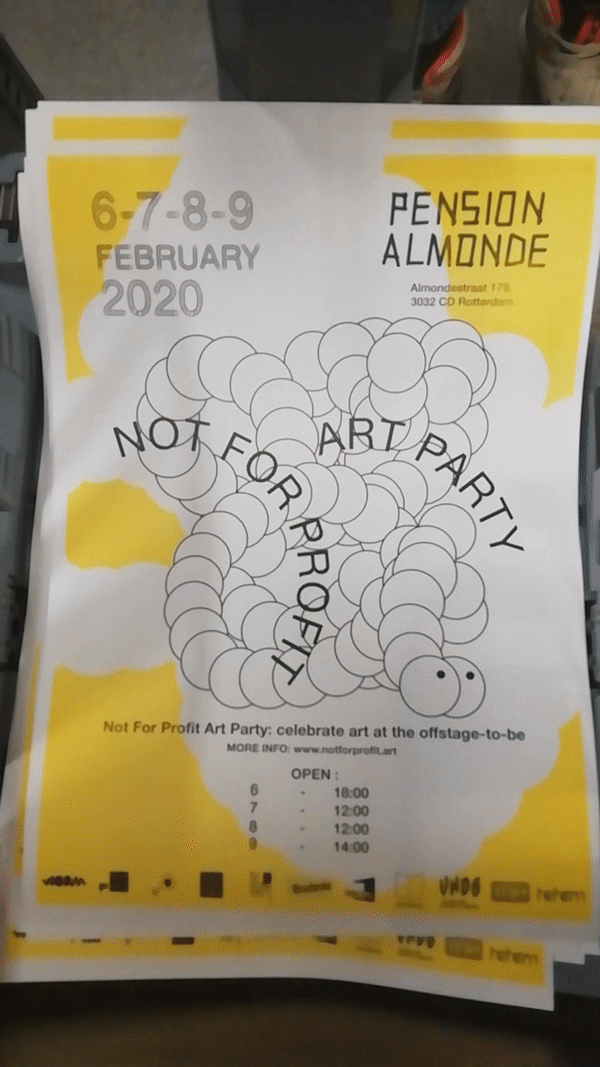 6-7-8-9
FEBRUARY
2020
PENSION
ALMONDE
Almondestraat 179,
3032 CD Rotterdam
NOT FOR PROFIT
ART PARTY
Not For Profit Art Party: celebrate art at the offstage-to-be
MORE INFO: www.notforprofit.art
OPEN :
6 - 18:00
7 - 12:00
8 - 12:00
9 - 14:00